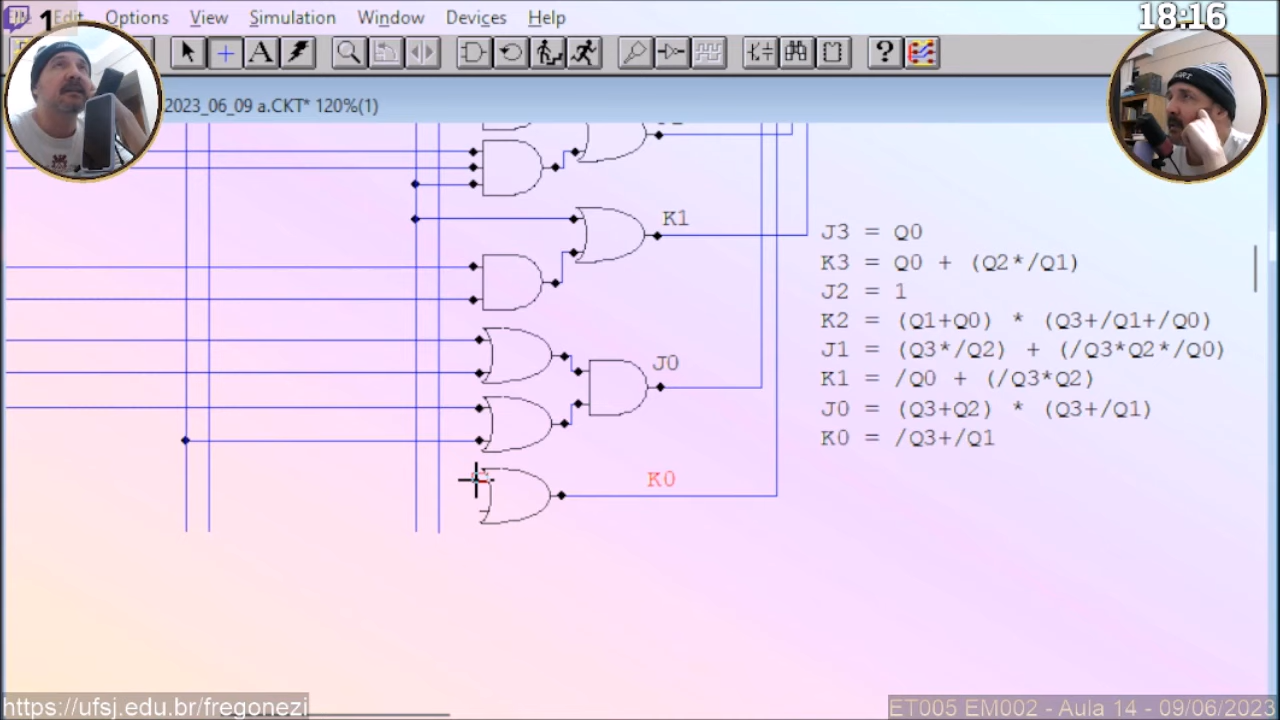 1 Edit Options View Simulation Window Devices Help
18:16
A ?
2023_06_09 a.CKT* 120%(1)
K1
J3 = Q0
K3 = Q0 + (Q2*/Q1)
J2 = 1
K2 = (Q1+Q0) * (Q3+/Q1+/Q0)
J1 = (Q3*/Q2) + (/Q3*Q2*/Q0)
K1 = /Q0 + (/Q3*Q2)
J0 = (Q3+Q2) * (Q3+/Q1)
K0 = /Q3+/Q1
J0
K0
https://ufsj.edu.br/fregonezi
ET005 EM002 - Aula 14 - 09/06/2023